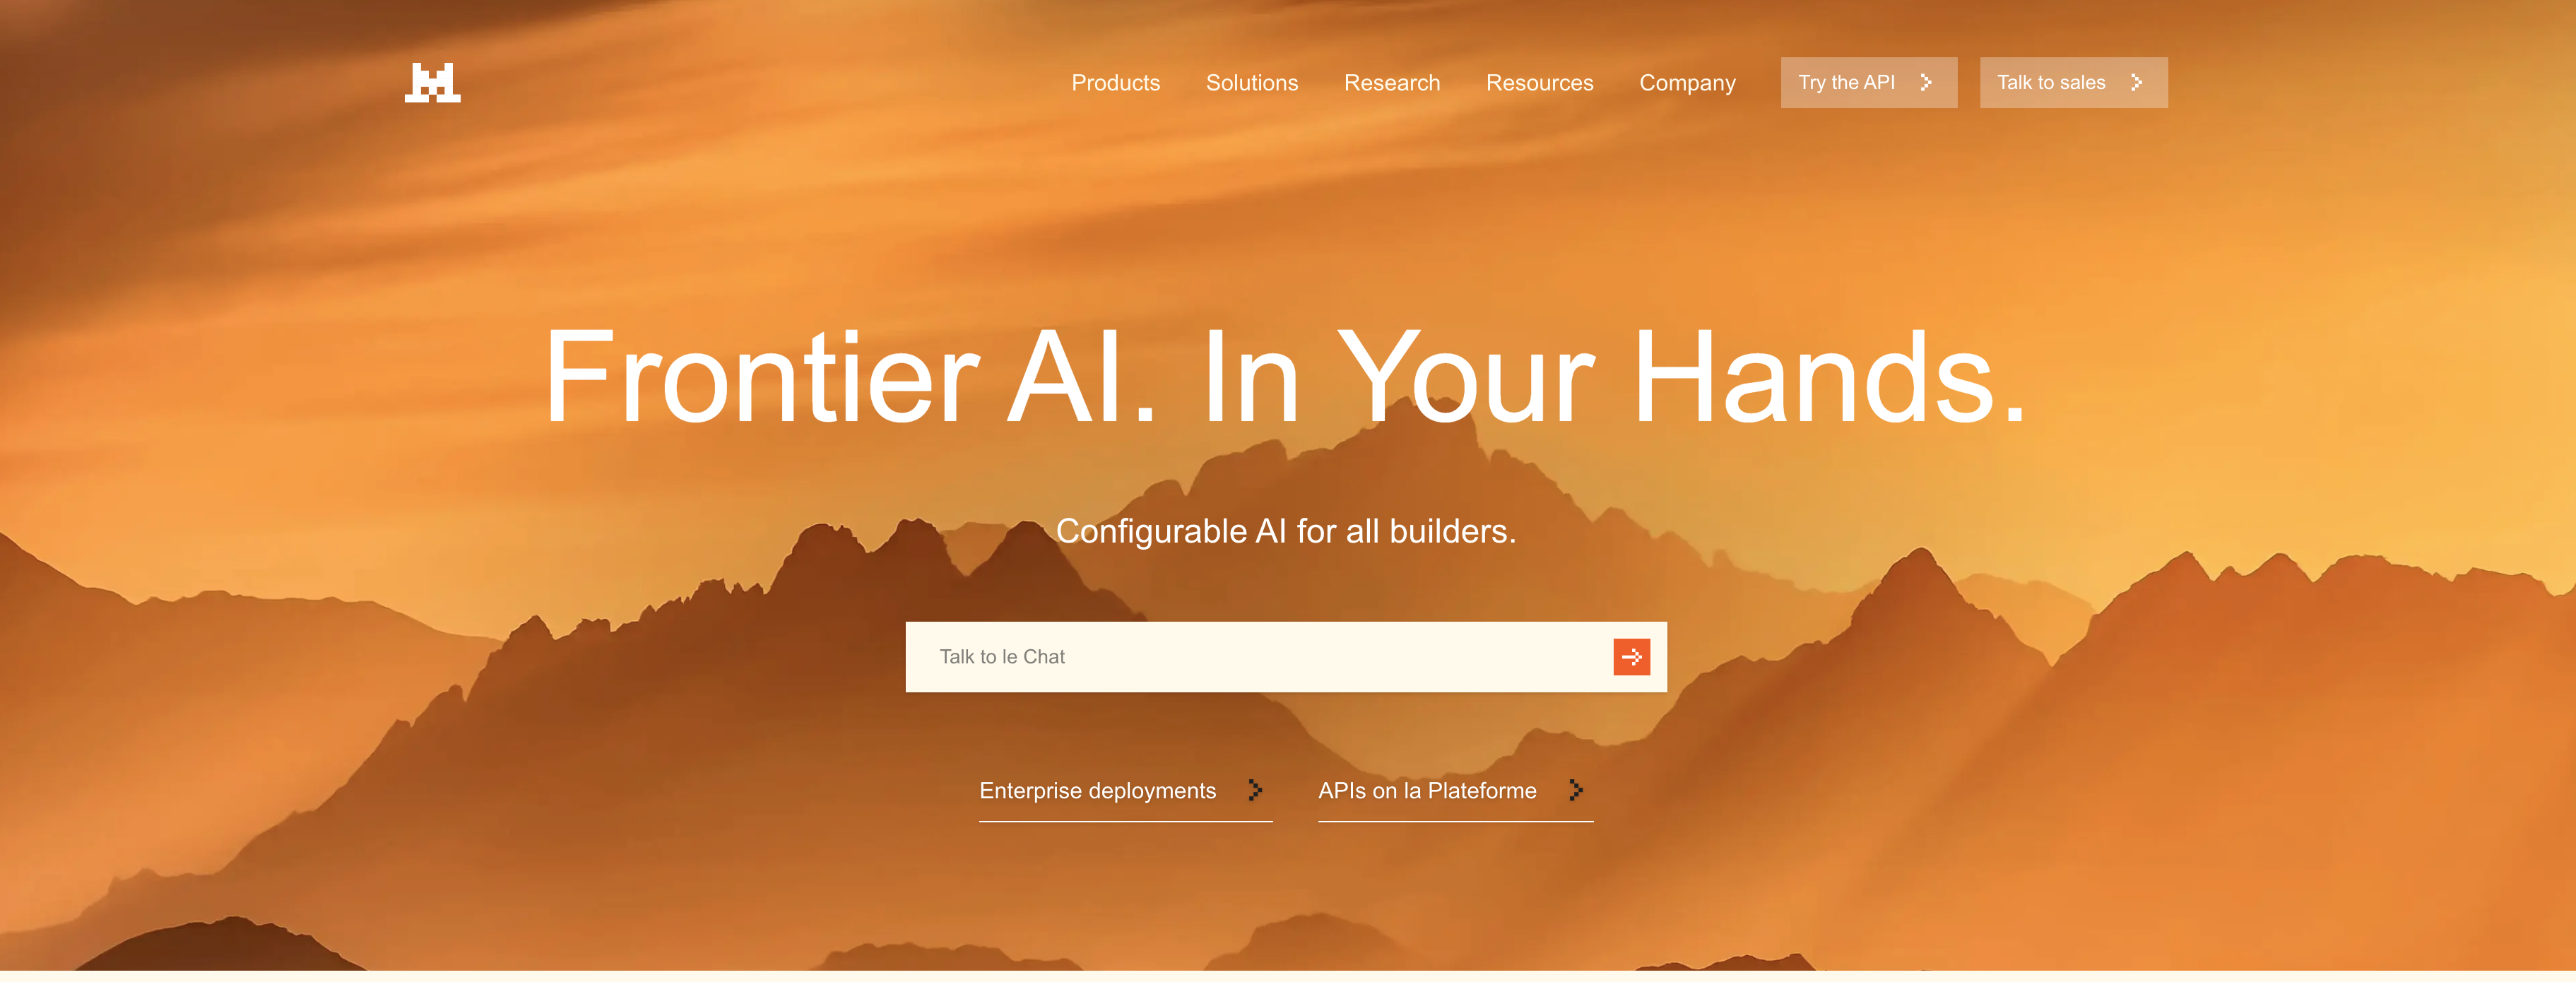 Products Solutions Research Resources Company Try the API Talk to sales
Frontier AI. In Your Hands.
Configurable AI for all builders.
Talk to le Chat
Enterprise deployments APIs on la Plateforme